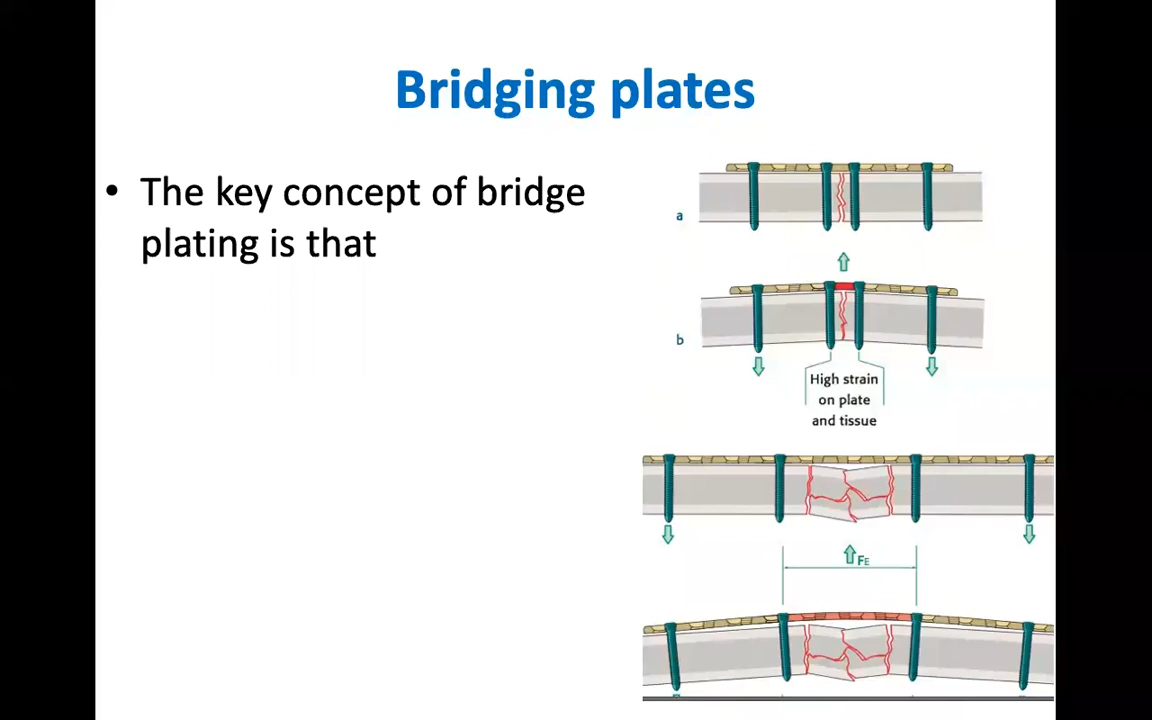 Bridging plates
• The key concept of bridge
plating is that
a
b
High strain
on plate
and tissue
FE